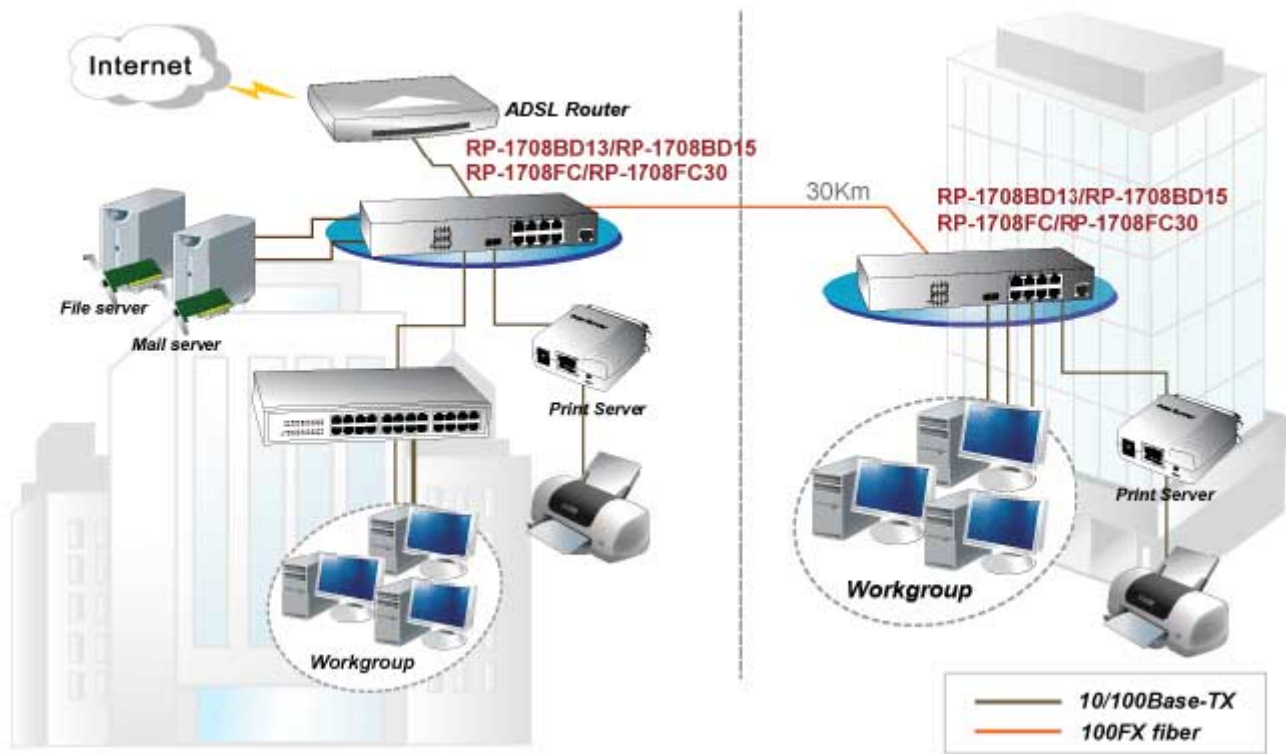 Internet
ADSL Router
RP-1708BD13/RP-1708BD15
RP-1708FC/RP-1708FC30
30Km
RP-1708BD13/RP-1708BD15
RP-1708FC/RP-1708FC30
File server
Mail server
Print Server
Print Server
Workgroup
Workgroup
10/100Base-TX
100FX fiber